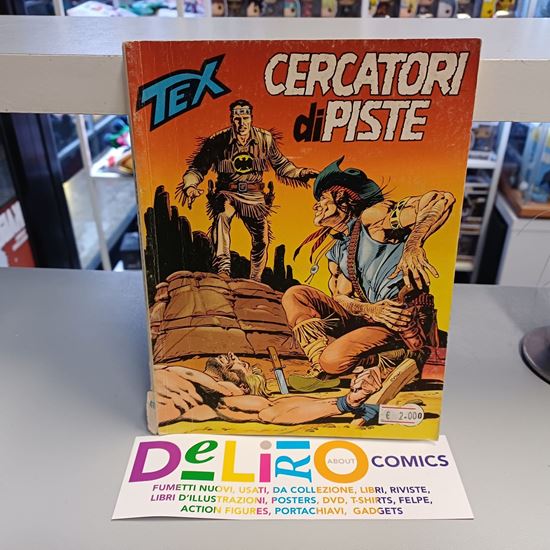 TEX
CERCATORI
di PISTE
€ 2.000
DeLiRiO
ABOUT
COMICS
FUMETTI NUOVI, USATI, DA COLLEZIONE, LIBRI, RIVISTE,
LIBRI D'ILLUSTRAZIONI, POSTERS, DVD, T-SHIRTS, FELPE,
ACTION FIGURES, PORTACHIAVI, GADGETS